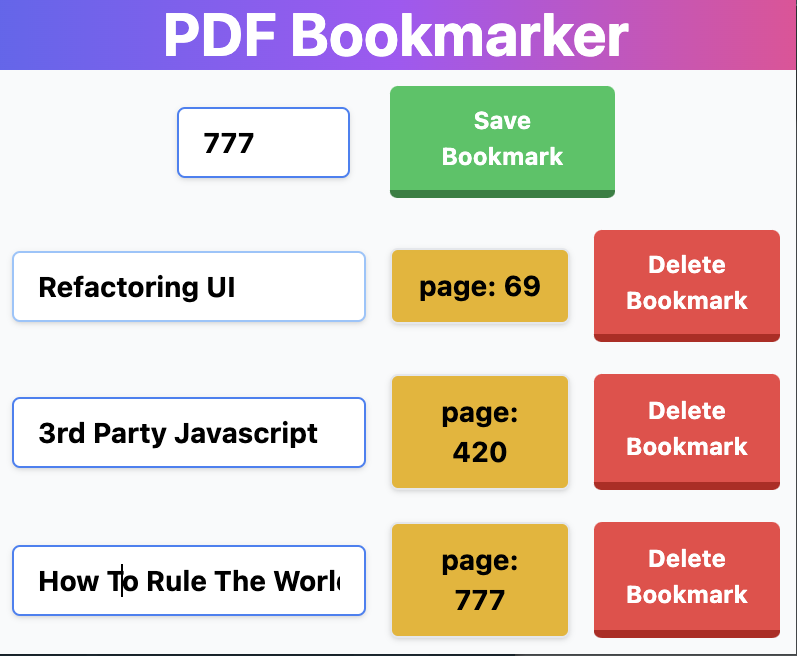 PDF Bookmarker
777
Save
Bookmark
Refactoring UI
page: 69
Delete
Bookmark
3rd Party Javascript
page:
420
Delete
Bookmark
How To Rule The Worl
page:
777
Delete
Bookmark